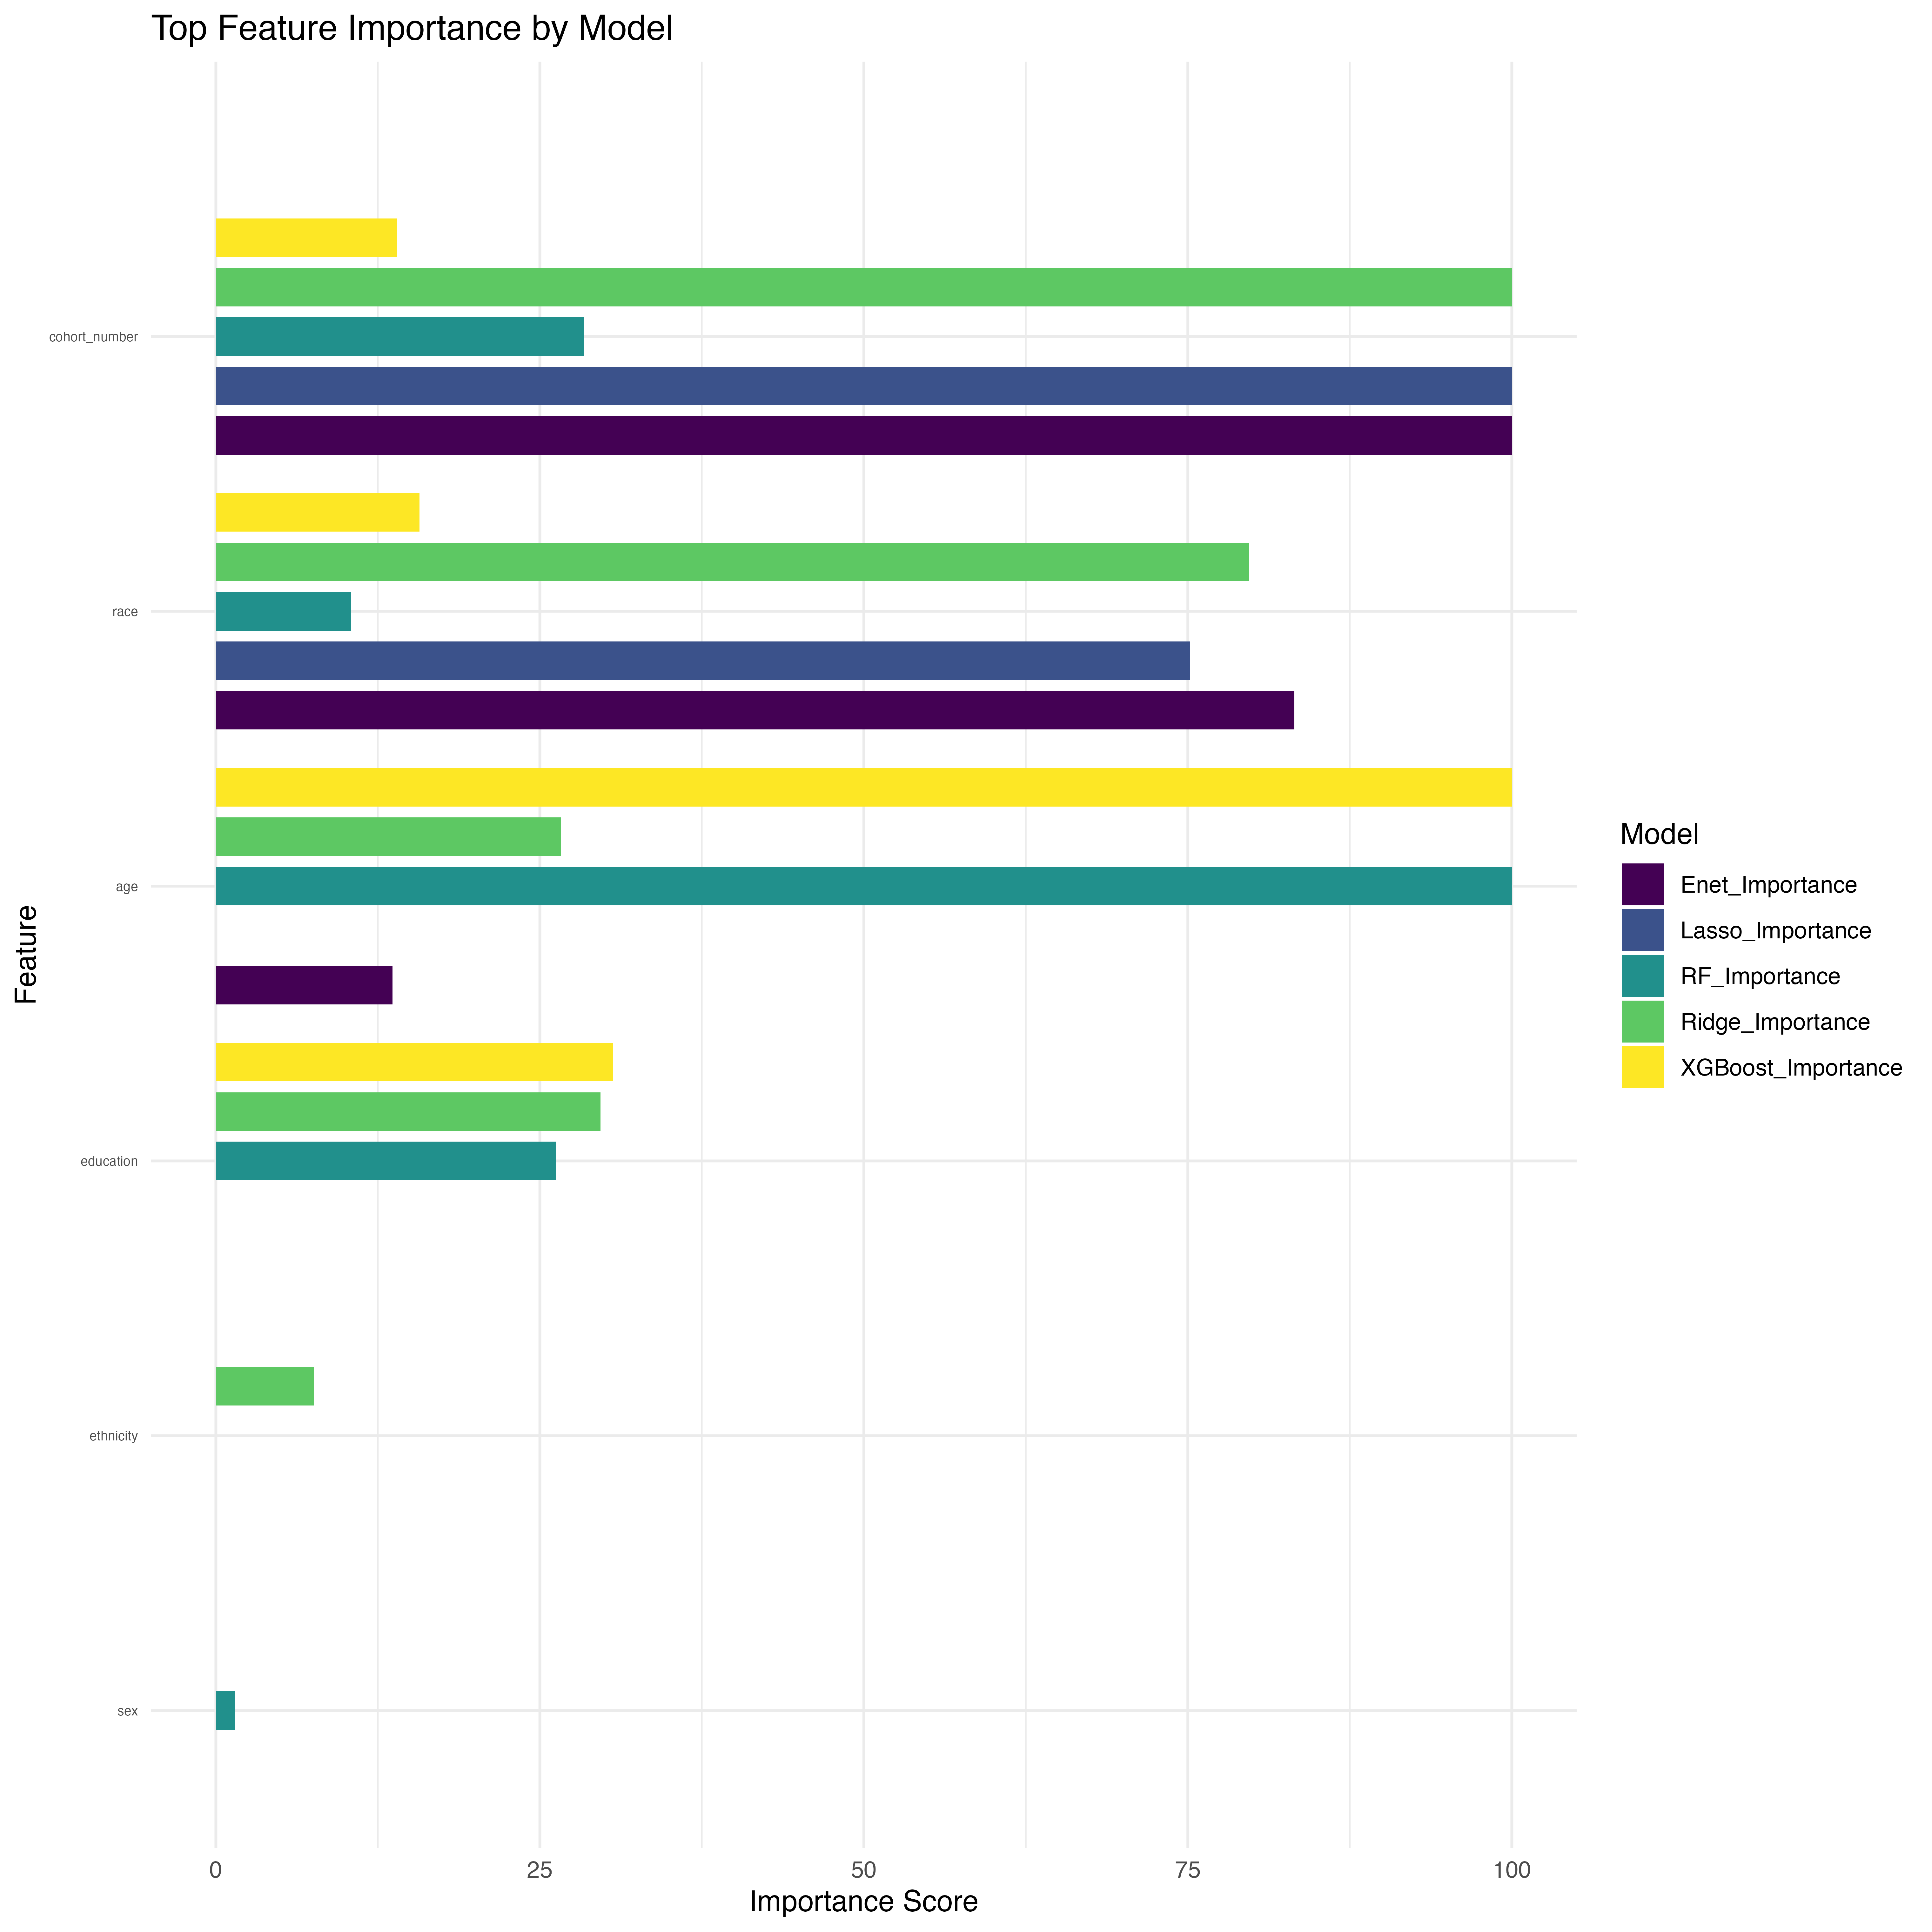 Top Feature Importance by Model
cohort_number
race
age
education
ethnicity
sex
Feature
0 25 50 75 100
Importance Score
Model
Enet_Importance
Lasso_Importance
RF_Importance
Ridge_Importance
XGBoost_Importance